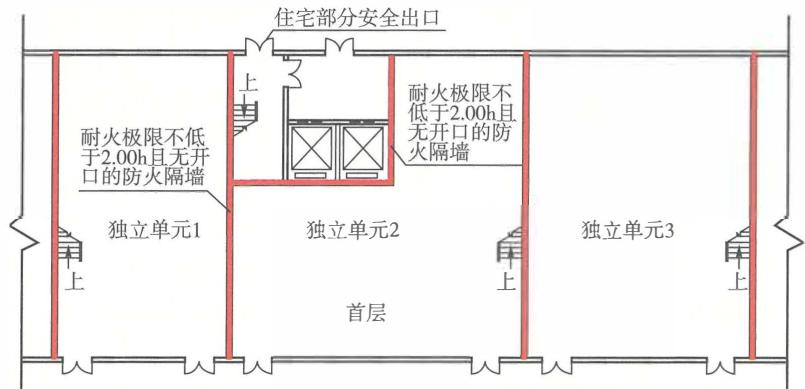 住宅部分安全出口
上
耐火极限不低
于2.00h且无开
口的防火隔墙
耐火极限不
低于2.00h且
无开口的防
火隔墙
独立单元1
独立单元2
独立单元3
上
上
上
首层